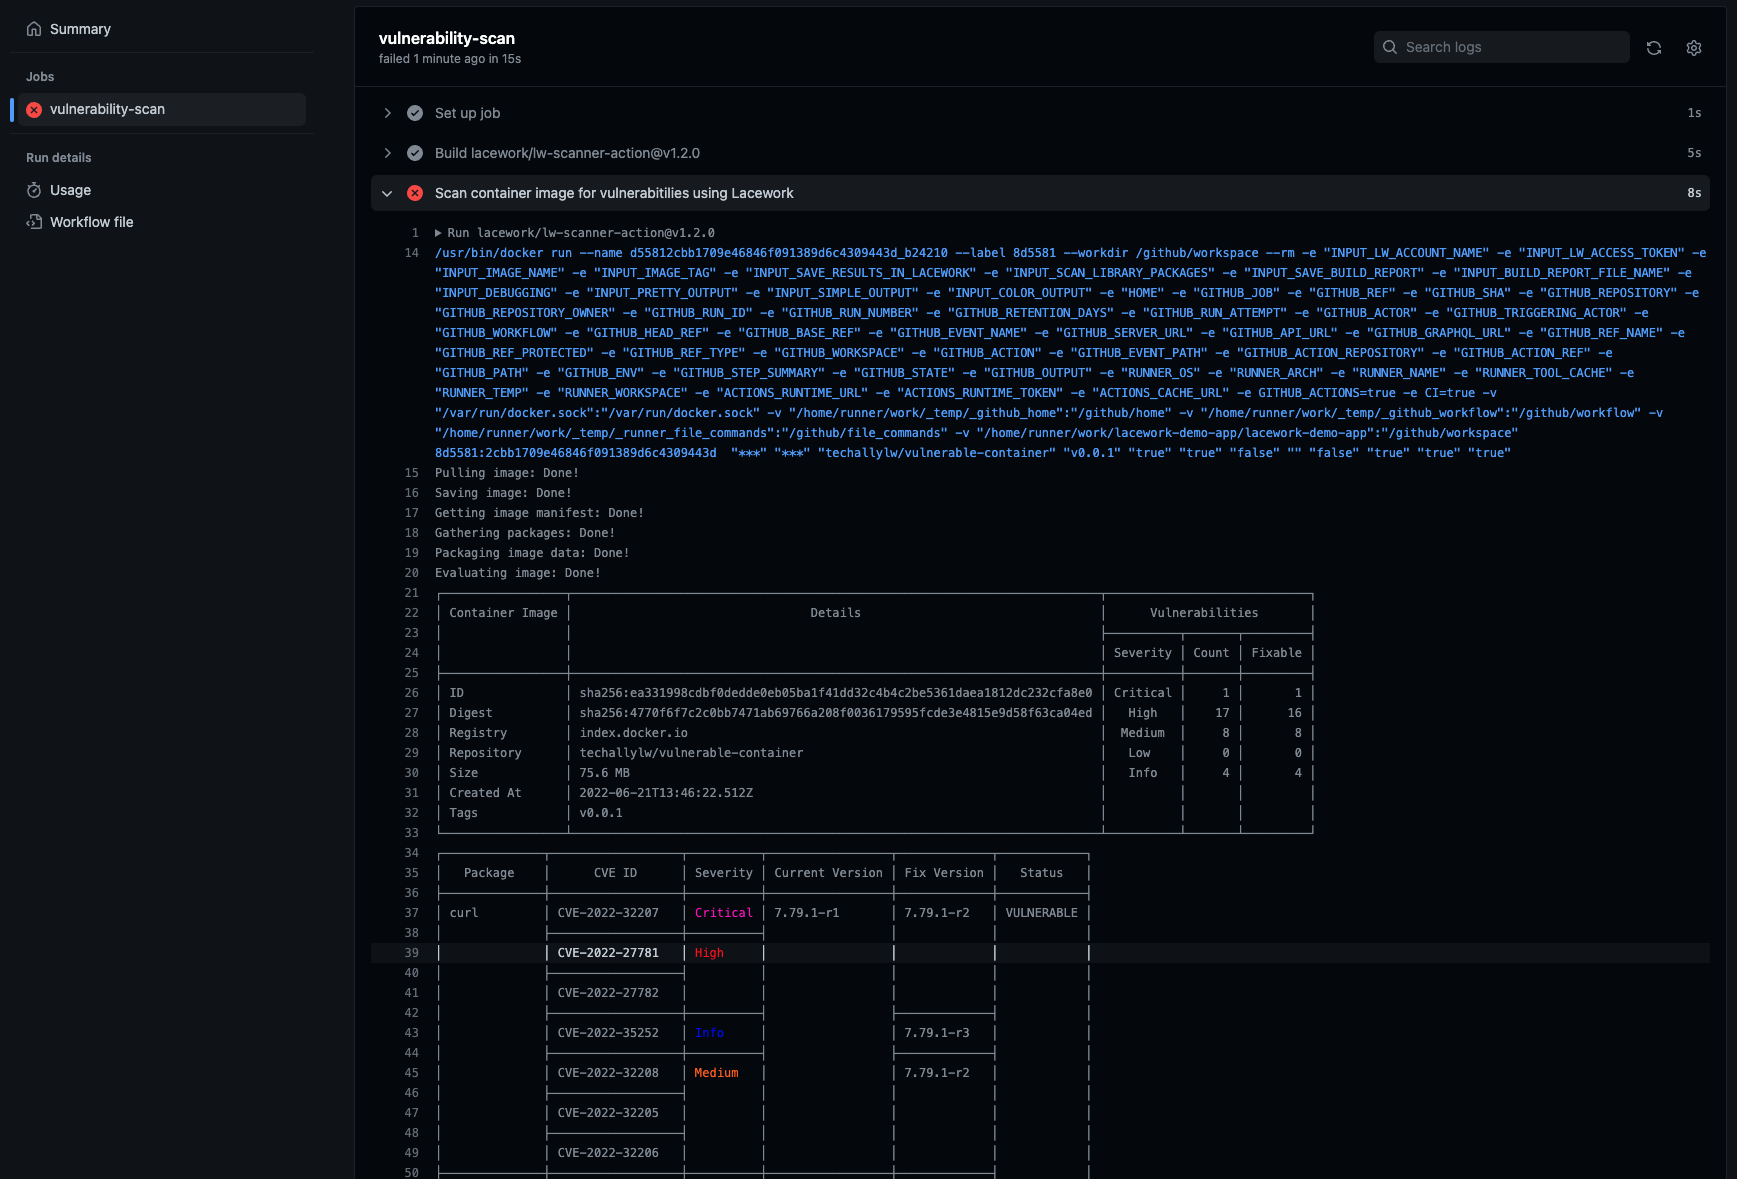 Summary
Jobs
vulnerability-scan
Run details
Usage
Workflow file
vulnerability-scan
failed 1 minute ago in 15s
Search logs
Set up job 1s
Build lacework/lw-scanner-action@v1.2.0 5s
Scan container image for vulnerabitilies using Lacework 8s
1 ▶ Run lacework/lw-scanner-action@v1.2.0
14 /usr/bin/docker run --name d55812cbb1709e46846f091389d6c4309443d_b24210 --label 8d5581 --workdir /github/workspace --rm -e "INPUT_LW_ACCOUNT_NAME" -e "INPUT_LW_ACCESS_TOKEN" -e
"INPUT_IMAGE_NAME" -e "INPUT_IMAGE_TAG" -e "INPUT_SAVE_RESULTS_IN_LACEWORK" -e "INPUT_SCAN_LIBRARY_PACKAGES" -e "INPUT_SAVE_BUILD_REPORT" -e "INPUT_BUILD_REPORT_FILE_NAME" -e
"INPUT_DEBUGGING" -e "INPUT_PRETTY_OUTPUT" -e "INPUT_SIMPLE_OUTPUT" -e "INPUT_COLOR_OUTPUT" -e "HOME" -e "GITHUB_JOB" -e "GITHUB_REF" -e "GITHUB_SHA" -e "GITHUB_REPOSITORY" -e
"GITHUB_REPOSITORY_OWNER" -e "GITHUB_RUN_ID" -e "GITHUB_RUN_NUMBER" -e "GITHUB_RETENTION_DAYS" -e "GITHUB_RUN_ATTEMPT" -e "GITHUB_ACTOR" -e "GITHUB_TRIGGERING_ACTOR" -e
"GITHUB_WORKFLOW" -e "GITHUB_HEAD_REF" -e "GITHUB_BASE_REF" -e "GITHUB_EVENT_NAME" -e "GITHUB_SERVER_URL" -e "GITHUB_API_URL" -e "GITHUB_GRAPHQL_URL" -e "GITHUB_REF_NAME" -e
"GITHUB_REF_PROTECTED" -e "GITHUB_REF_TYPE" -e "GITHUB_WORKSPACE" -e "GITHUB_ACTION" -e "GITHUB_EVENT_PATH" -e "GITHUB_ACTION_REPOSITORY" -e "GITHUB_ACTION_REF" -e
"GITHUB_PATH" -e "GITHUB_ENV" -e "GITHUB_STEP_SUMMARY" -e "GITHUB_STATE" -e "GITHUB_OUTPUT" -e "RUNNER_OS" -e "RUNNER_ARCH" -e "RUNNER_NAME" -e "RUNNER_TOOL_CACHE" -e
"RUNNER_TEMP" -e "RUNNER_WORKSPACE" -e "ACTIONS_RUNTIME_URL" -e "ACTIONS_RUNTIME_TOKEN" -e "ACTIONS_CACHE_URL" -e GITHUB_ACTIONS=true -e CI=true -v
"/var/run/docker.sock":"/var/run/docker.sock" -v "/home/runner/work/_temp/_github_home":"/github/home" -v "/home/runner/work/_temp/_github_workflow":"/github/workflow" -v
"/home/runner/work/_temp/_runner_file_commands":"/github/file_commands" -v "/home/runner/work/lacework-demo-app/lacework-demo-app":"/github/workspace"
8d5581:2cbb1709e46846f091389d6c4309443d "***" "***" "techallylw/vulnerable-container" "v0.0.1" "true" "true" "false" "" "false" "true" "true" "true"
15 Pulling image: Done!
16 Saving image: Done!
17 Getting image manifest: Done!
18 Gathering packages: Done!
19 Packaging image data: Done!
20 Evaluating image: Done!
21
22 Container Image Details Vulnerabilities
23
24 Severity Count Fixable
25
26 ID sha256:ea331998cdbf0dedde0eb05ba1f41dd32c4b4c2be5361daea1812dc232cfa8e0 Critical 1 1
27 Digest sha256:4770f6f7c2c0bb7471ab69766a208f0036179595fcde3e4815e9d58f63ca04ed High 17 16
28 Registry index.docker.io Medium 8 8
29 Repository techallylw/vulnerable-container Low 0 0
30 Size 75.6 MB Info 4 4
31 Created At 2022-06-21T13:46:22.512Z
32 Tags v0.0.1
33
34
35 Package CVE ID Severity Current Version Fix Version Status
36
37 curl CVE-2022-32207 Critical 7.79.1-r1 7.79.1-r2 VULNERABLE
38
39 CVE-2022-27781 High
40
41 CVE-2022-27782
42
43 CVE-2022-35252 Info 7.79.1-r3
44
45 CVE-2022-32208 Medium 7.79.1-r2
46
47 CVE-2022-32205
48
49 CVE-2022-32206
50